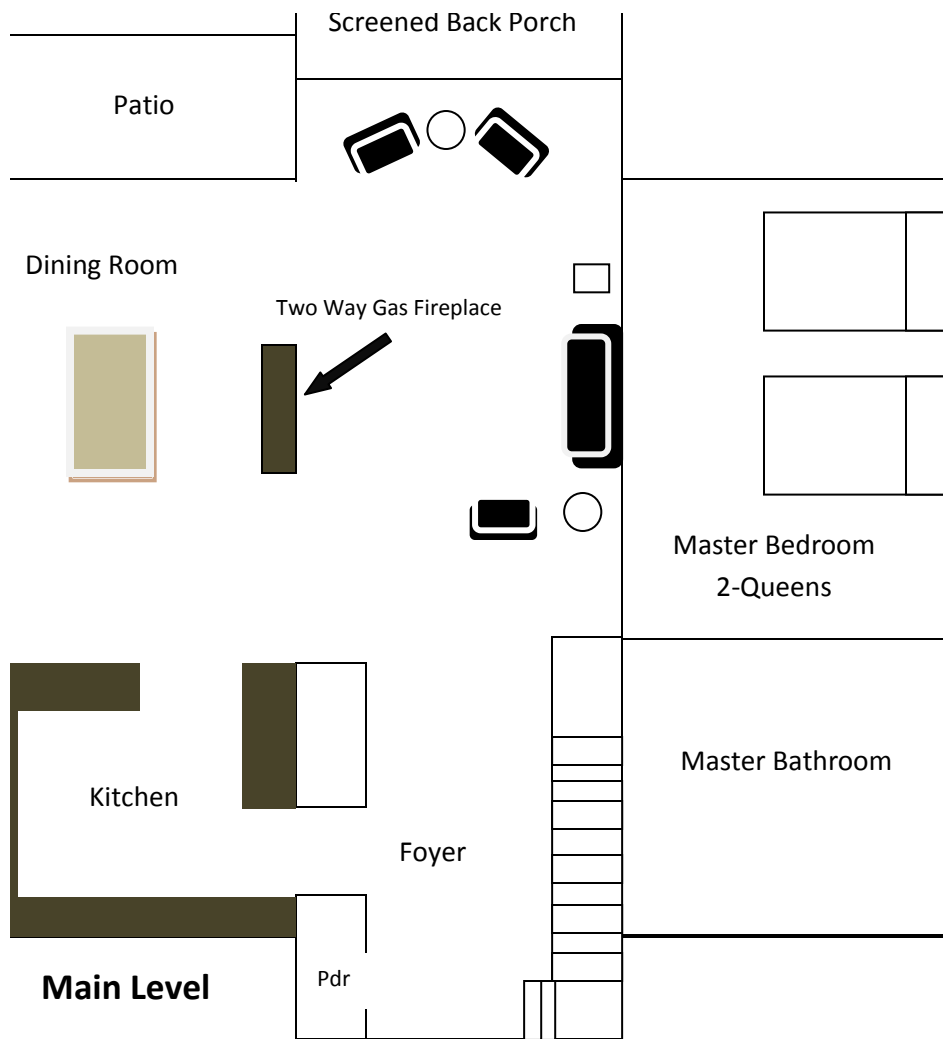 Screened Back Porch
Patio
Dining Room
Two Way Gas Fireplace
Master Bedroom
2-Queens
Master Bathroom
Kitchen
Foyer
Pdr
Main Level